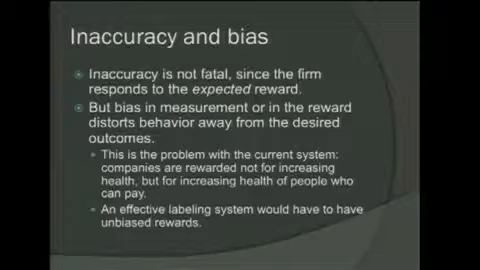 Inaccuracy and bias
Inaccuracy is not fatal, since the firm
responds to the expected reward.
But bias in measurement or in the reward
distorts behavior away from the desired
outcomes.
This is the problem with the current system:
companies are rewarded not for increasing
health, but for increasing health of people who
can pay.
An effective labeling system would have to have
unbiased rewards.